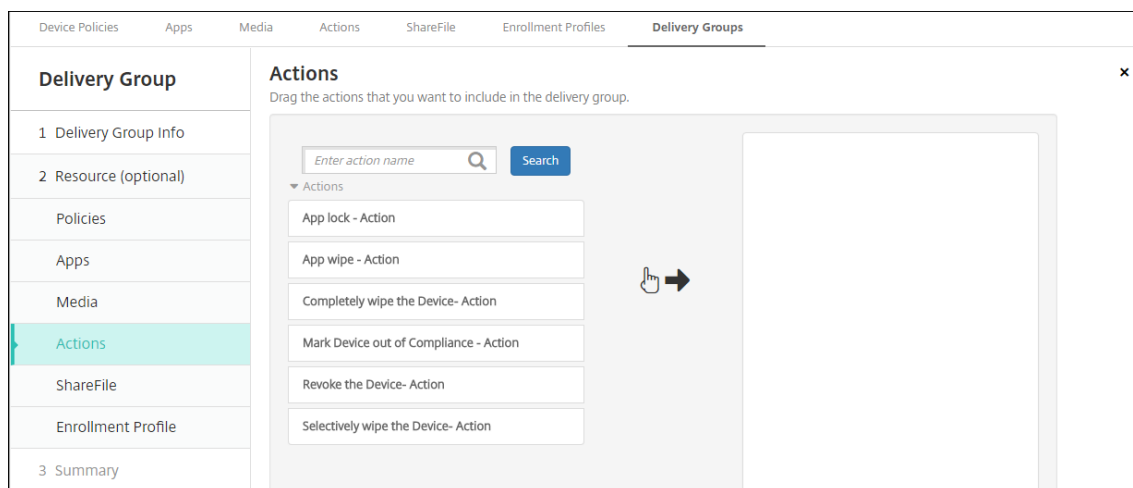 Device Policies Apps Media Actions ShareFile Enrollment Profiles Delivery Groups
Delivery Group
1 Delivery Group Info
2 Resource (optional)
Policies
Apps
Media
Actions
ShareFile
Enrollment Profile
3 Summary
Actions
Drag the actions that you want to include in the delivery group.
Enter action name Search
Actions
App lock - Action
App wipe - Action
Completely wipe the Device- Action
Mark Device out of Compliance - Action
Revoke the Device- Action
Selectively wipe the Device- Action